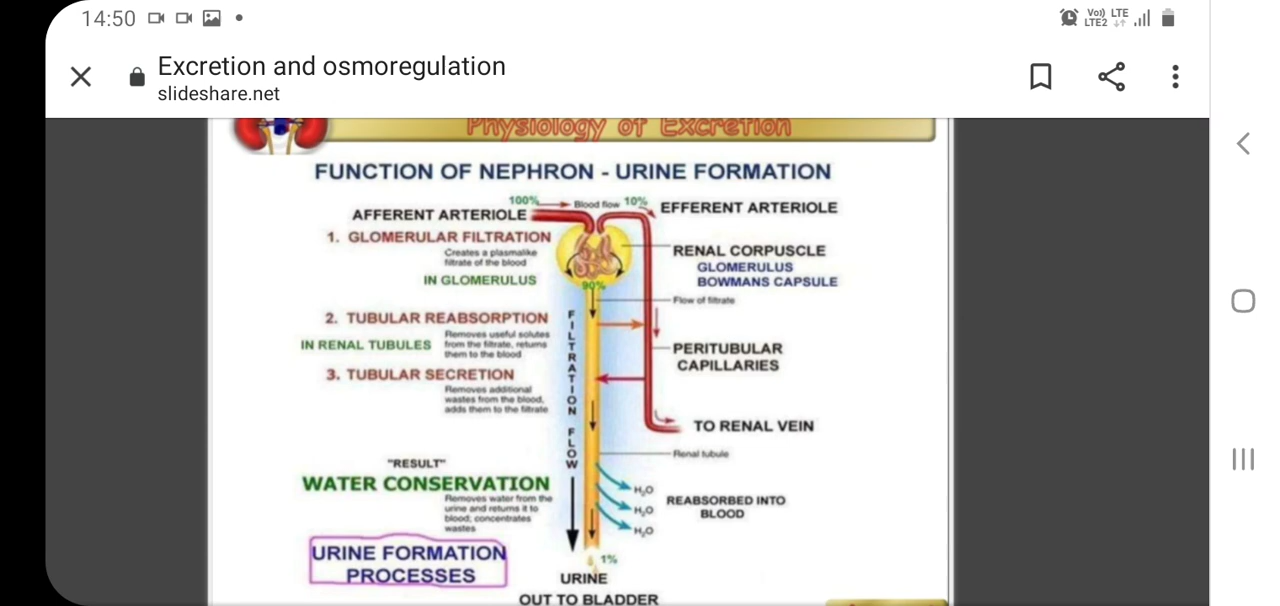 14:50
Vo)) LTE
LTE2
Excretion and osmoregulation
slideshare.net
Physiology of Excretion
FUNCTION OF NEPHRON - URINE FORMATION
100% Blood flow 10%
AFFERENT ARTERIOLE
EFFERENT ARTERIOLE
1. GLOMERULAR FILTRATION
Creates a plasmalike
filtrate of the blood
IN GLOMERULUS
RENAL CORPUSCLE
GLOMERULUS
BOWMANS CAPSULE
90%
Flow of filtrate
2. TUBULAR REABSORPTION
IN RENAL TUBULES
Removes useful solutes
from the filtrate, returns
them to the blood
3. TUBULAR SECRETION
Removes additional
wastes from the blood,
adds them to the filtrate
FILTRATION FLOW
PERITUBULAR
CAPILLARIES
TO RENAL VEIN
Renal tubule
"RESULT"
WATER CONSERVATION
Removes water from the
urine and returns it to
blood; concentrates
wastes
H₂O
H₂O
H₂O
REABSORBED INTO
BLOOD
URINE FORMATION
PROCESSES
1%
URINE
OUT TO BLADDER